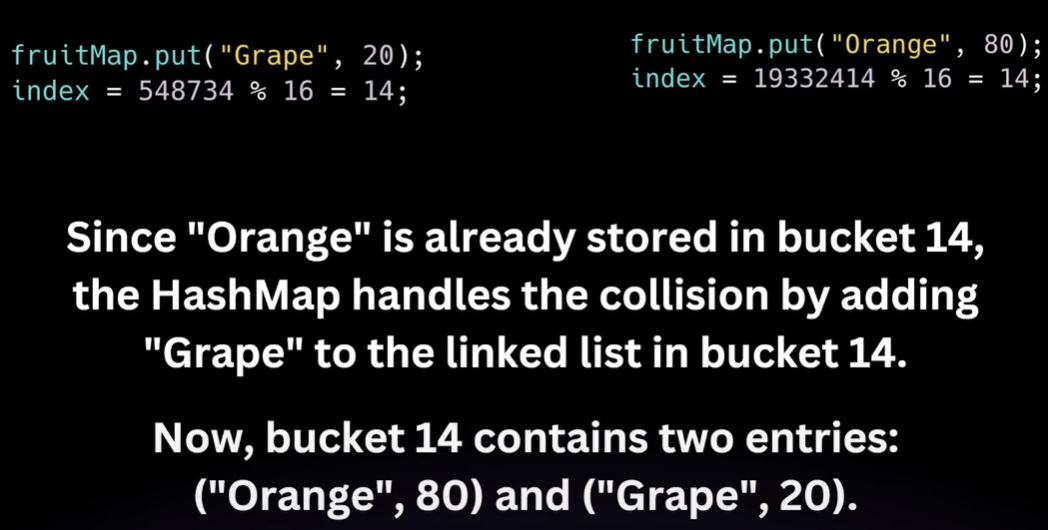 fruitMap.put("Grape", 20);
index = 548734 % 16 = 14;
fruitMap.put("Orange", 80);
index = 19332414 % 16 = 14;
Since "Orange" is already stored in bucket 14,
the HashMap handles the collision by adding
"Grape" to the linked list in bucket 14.
Now, bucket 14 contains two entries:
("Orange", 80) and ("Grape", 20).